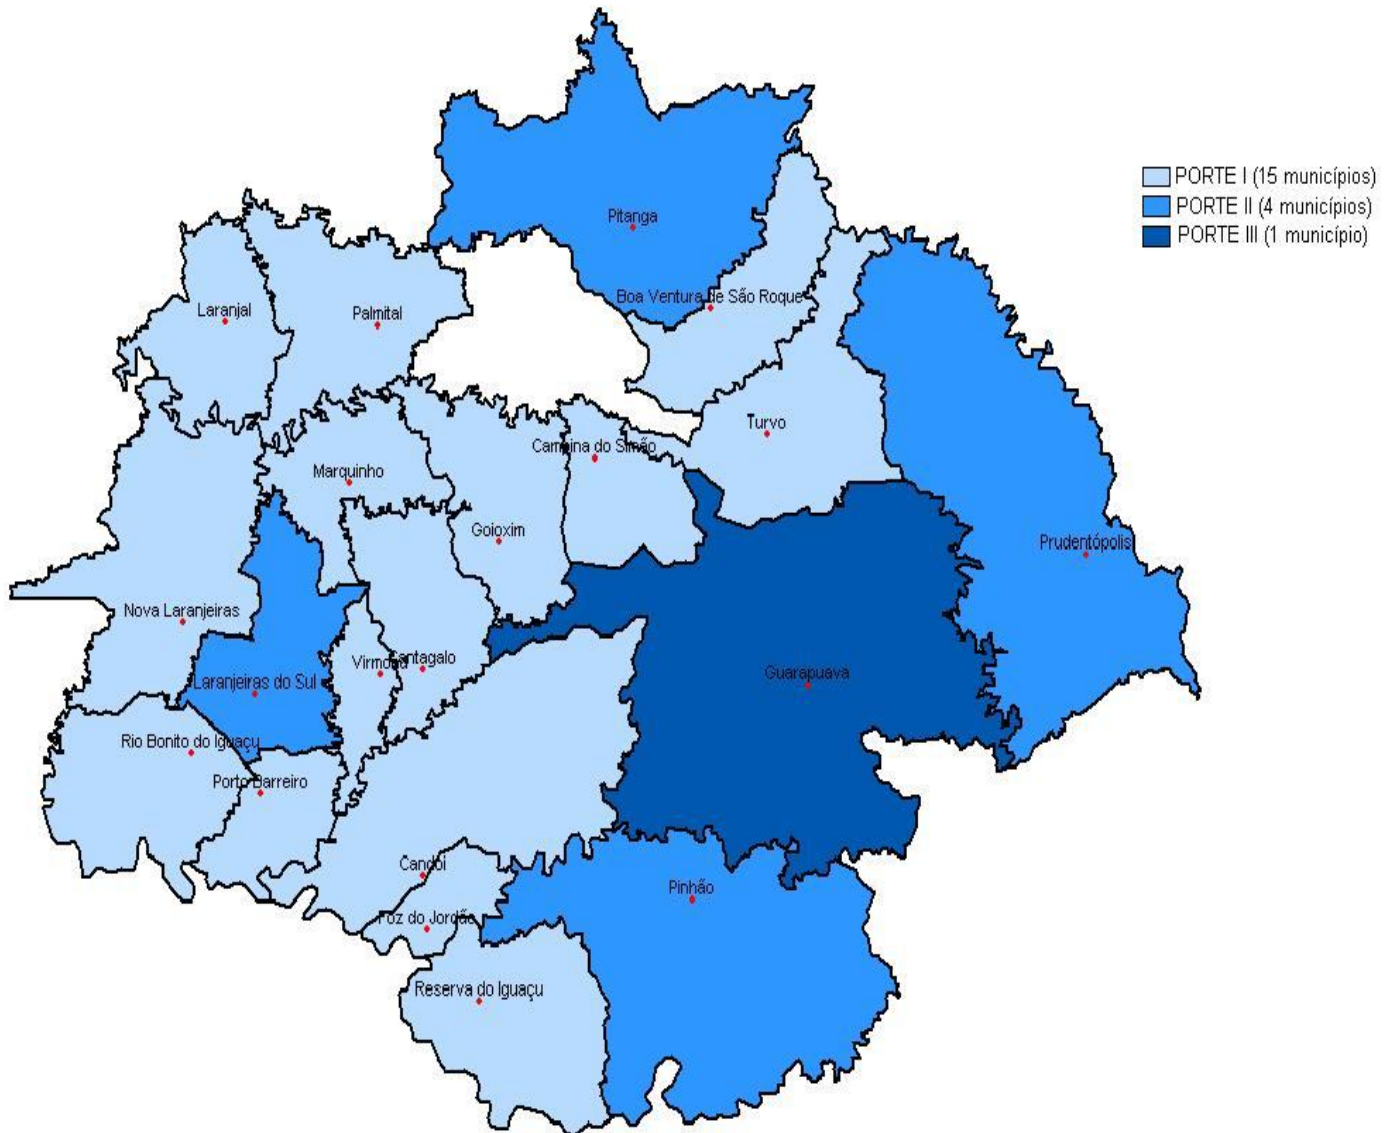 PORTE I (15 municípios)
PORTE II (4 municípios)
PORTE III (1 município)
Pitanga
Boa Ventura de São Roque
Laranjal
Palmital
Turvo
Campina do Simão
Marquinho
Goioxim
Prudentópolis
Nova Laranjeiras
Virmond
Cantagalo
Laranjeiras do Sul
Guarapuava
Rio Bonito do Iguaçu
Porto Barreiro
Candói
Pinhão
Foz do Jordão
Reserva do Iguaçu